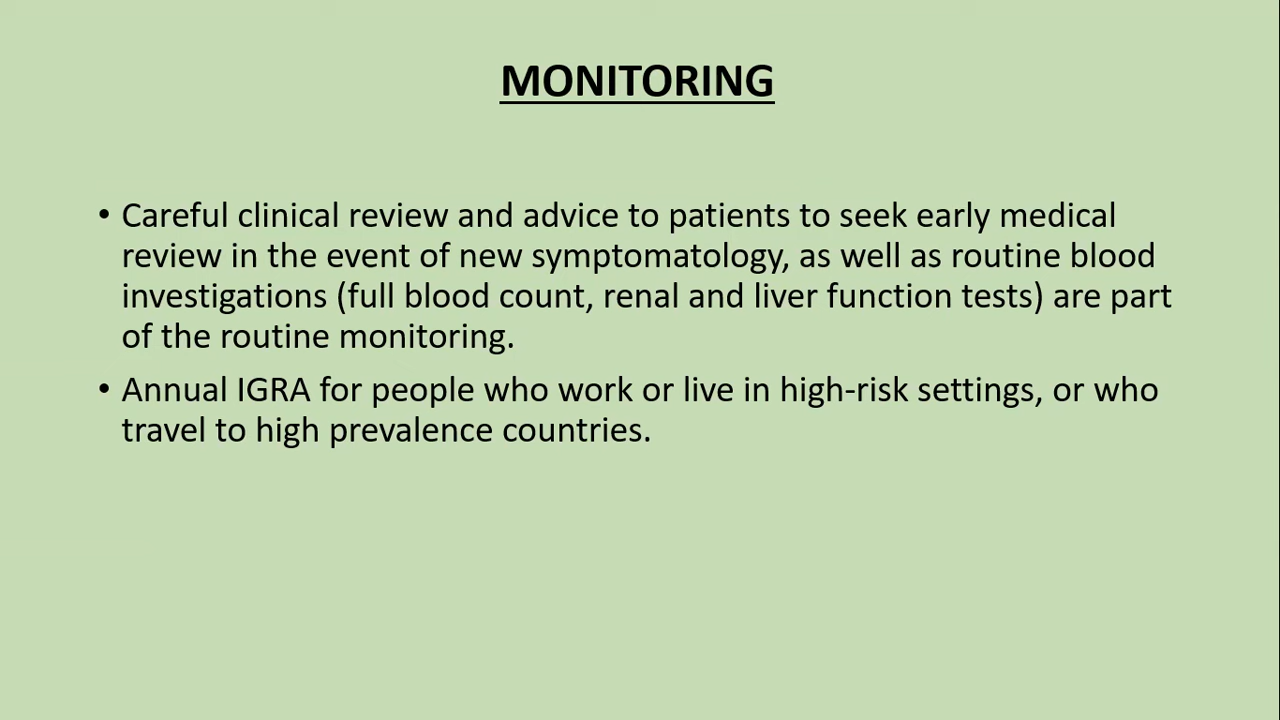 MONITORING
• Careful clinical review and advice to patients to seek early medical
review in the event of new symptomatology, as well as routine blood
investigations (full blood count, renal and liver function tests) are part
of the routine monitoring.
• Annual IGRA for people who work or live in high-risk settings, or who
travel to high prevalence countries.